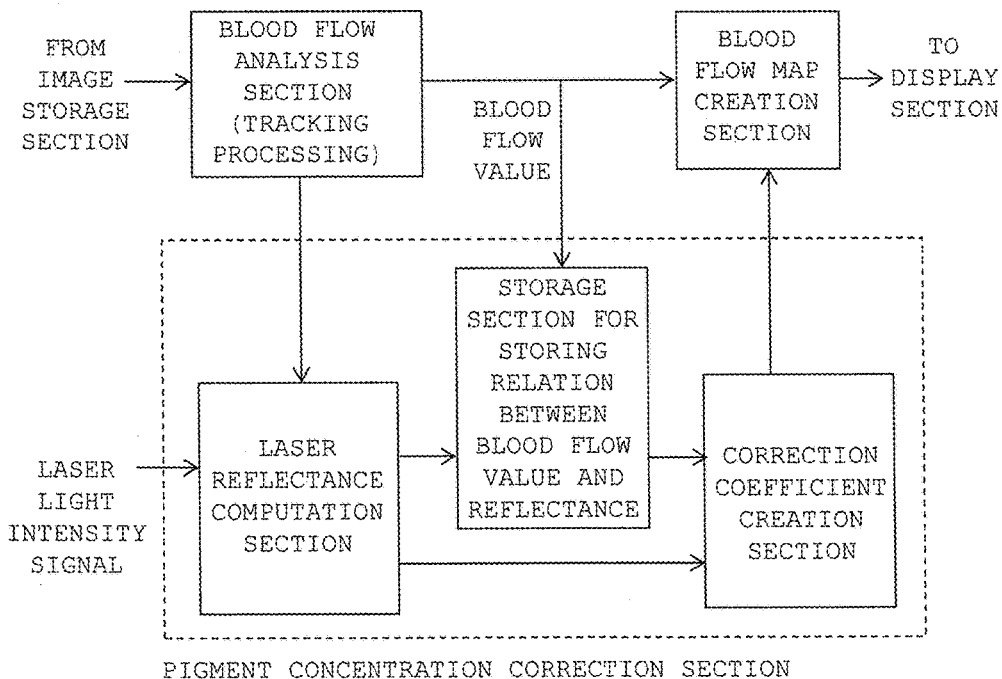 FROM
IMAGE
STORAGE
SECTION
BLOOD FLOW
ANALYSIS
SECTION
(TRACKING
PROCESSING)
BLOOD
FLOW
VALUE
BLOOD
FLOW MAP
CREATION
SECTION
TO
DISPLAY
SECTION
STORAGE
SECTION FOR
STORING
RELATION
BETWEEN
BLOOD FLOW
VALUE AND
REFLECTANCE
LASER
LIGHT
INTENSITY
SIGNAL
LASER
REFLECTANCE
COMPUTATION
SECTION
CORRECTION
COEFFICIENT
CREATION
SECTION
PIGMENT CONCENTRATION CORRECTION SECTION